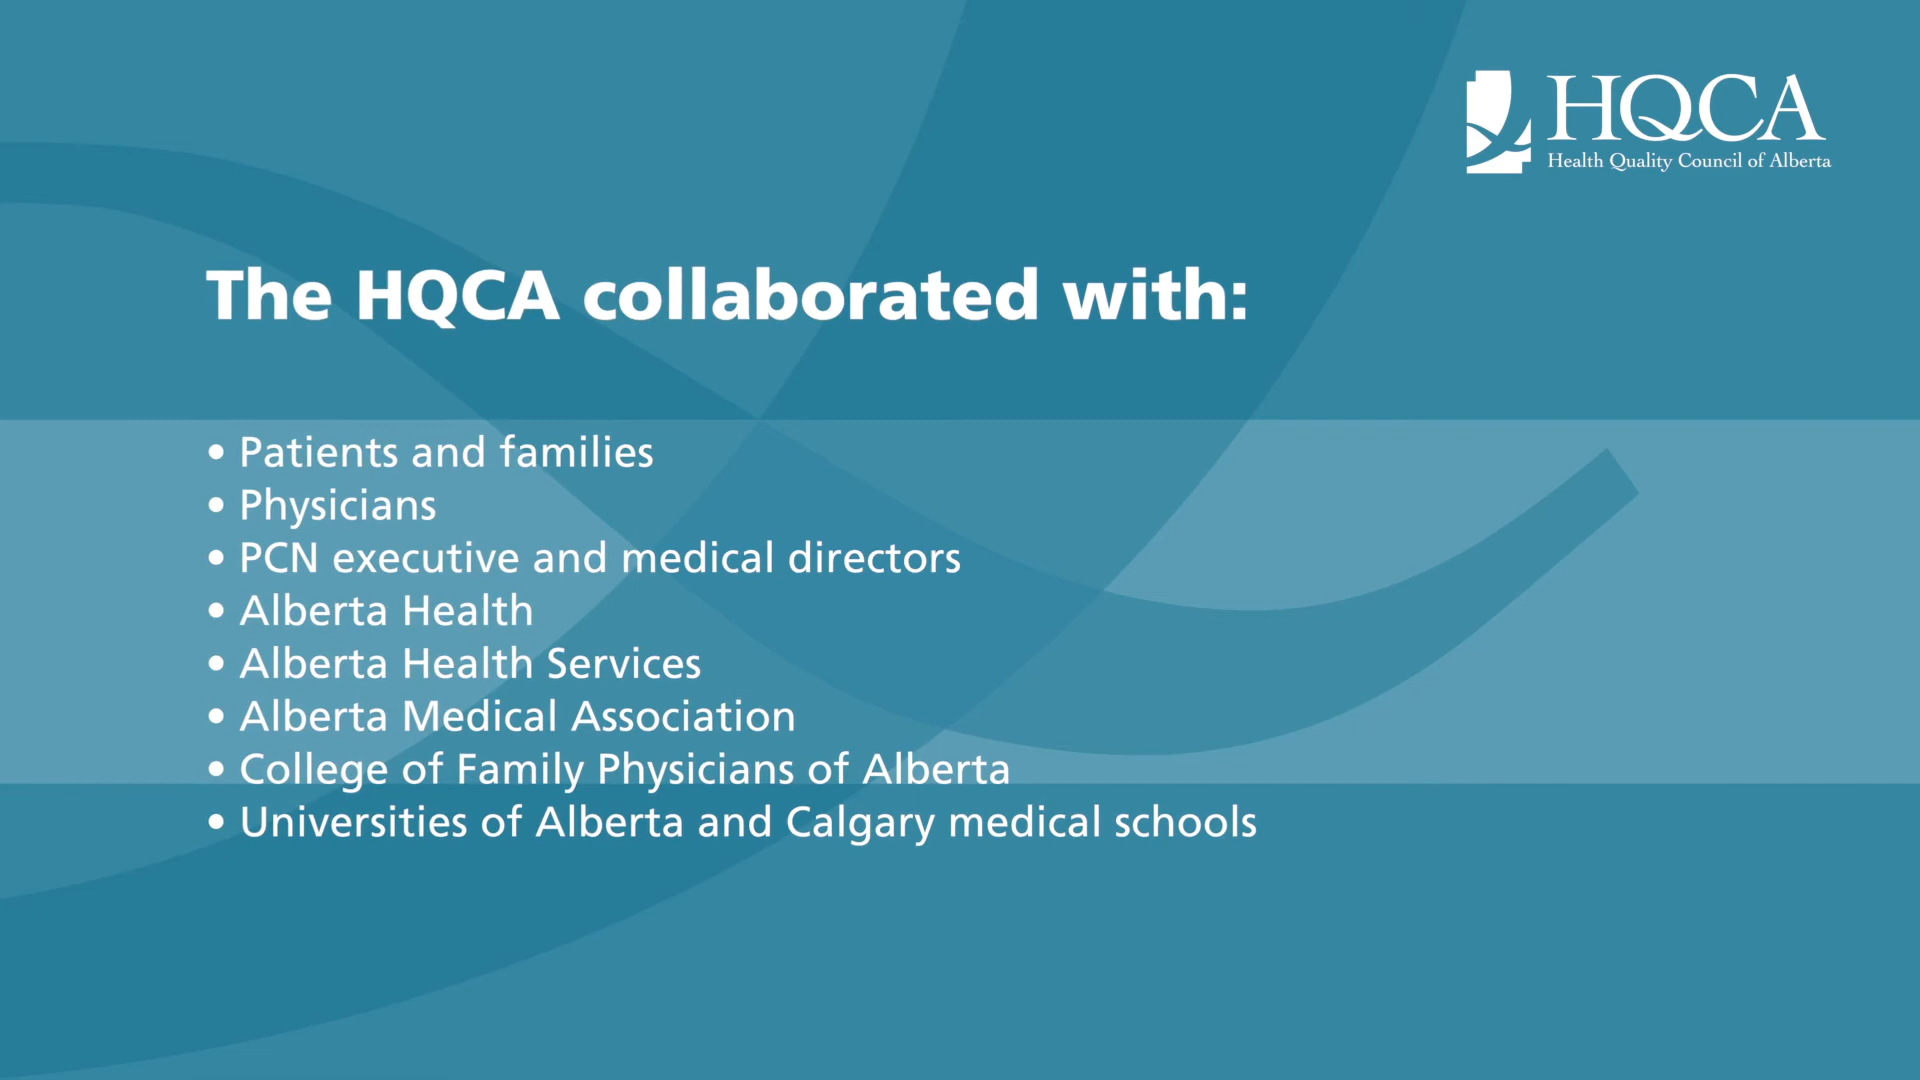 HQCA
Health Quality Council of Alberta
The HQCA collaborated with:
• Patients and families
• Physicians
• PCN executive and medical directors
• Alberta Health
• Alberta Health Services
• Alberta Medical Association
• College of Family Physicians of Alberta
• Universities of Alberta and Calgary medical schools